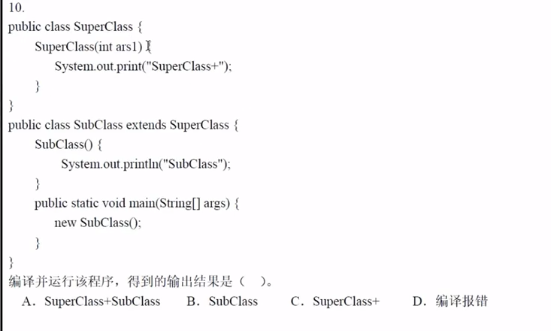 10.
public class SuperClass {
SuperClass(int ars1) {
System.out.print("SuperClass+");
}
}
public class SubClass extends SuperClass {
SubClass() {
System.out.println("SubClass");
}
public static void main(String[] args) {
new SubClass();
}
}
编译并运行该程序，得到的输出结果是（ ）。
A．SuperClass+SubClass B．SubClass C．SuperClass+ D．编译报错